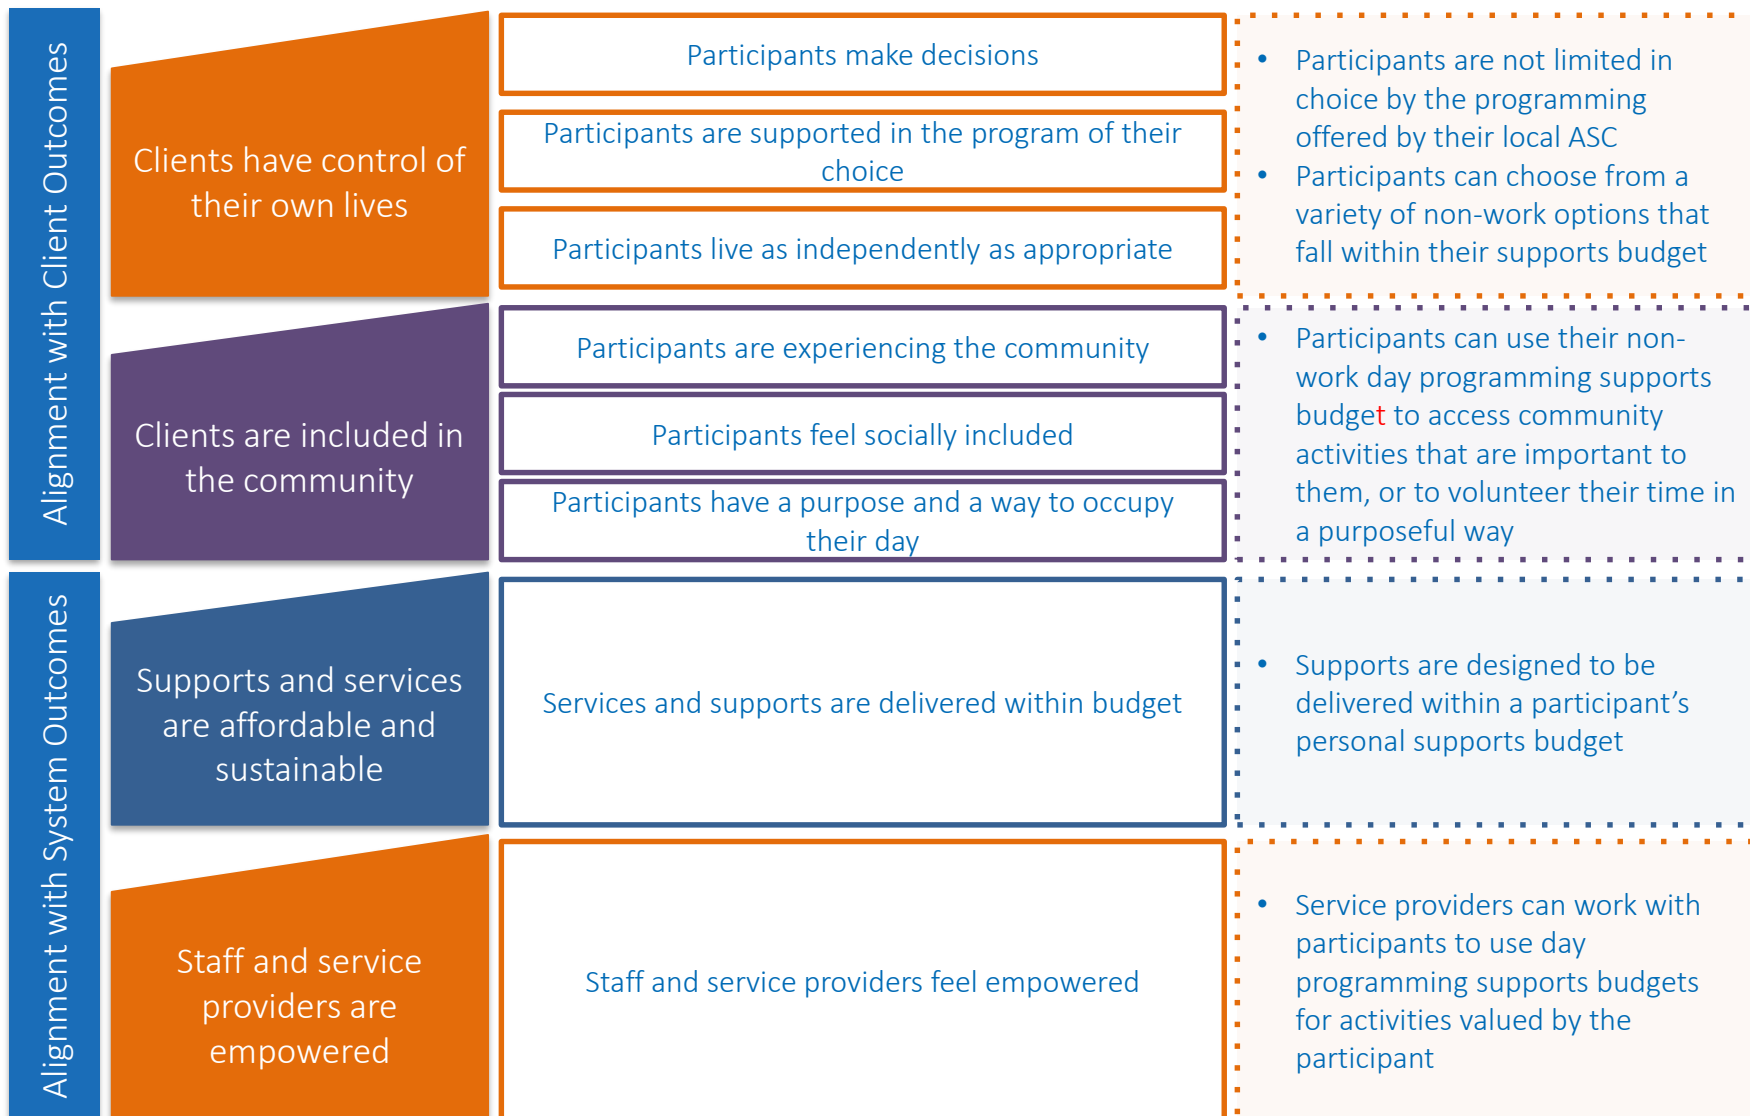 Alignment with Client Outcomes
Clients have control of
their own lives
Participants make decisions
Participants are supported in the program of their
choice
Participants live as independently as appropriate
• Participants are not limited in
choice by the programming
offered by their local ASC
• Participants can choose from a
variety of non-work options that
fall within their supports budget
Clients are included in
the community
Participants are experiencing the community
Participants feel socially included
Participants have a purpose and a way to occupy
their day
• Participants can use their non-
work day programming supports
budget to access community
activities that are important to
them, or to volunteer their time in
a purposeful way
Alignment with System Outcomes
Supports and services
are affordable and
sustainable
Services and supports are delivered within budget
• Supports are designed to be
delivered within a participant’s
personal supports budget
Staff and service
providers are
empowered
Staff and service providers feel empowered
• Service providers can work with
participants to use day
programming supports budgets
for activities valued by the
participant